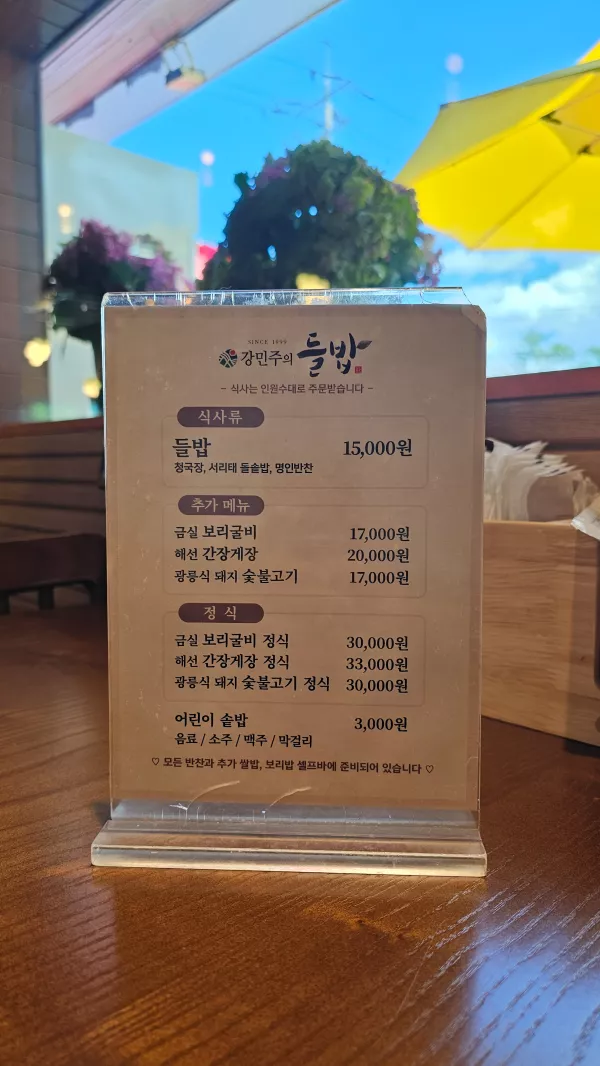 SINCE 1999
강민주의 들밥
- 식사는 인원수대로 주문받습니다 -
식사류
들밥 15,000원
청국장, 서리태 돌솥밥, 명인반찬
추가 메뉴
금실 보리굴비 17,000원
해선 간장게장 20,000원
광릉식 돼지 숯불고기 17,000원
정 식
금실 보리굴비 정식 30,000원
해선 간장게장 정식 33,000원
광릉식 돼지 숯불고기 정식 30,000원
어린이 솥밥 3,000원
음료 / 소주 / 맥주 / 막걸리
♡ 모든 반찬과 추가 쌀밥, 보리밥 셀프바에 준비되어 있습니다 ♡